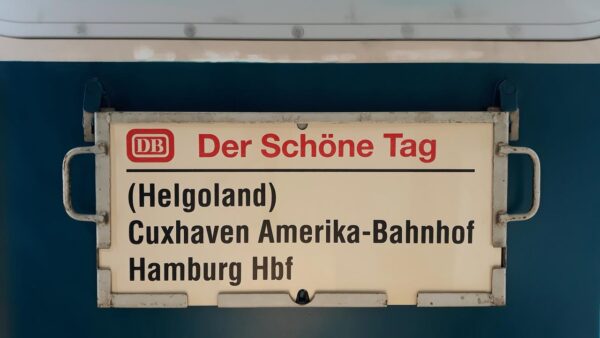 DB Der Schöne Tag
(Helgoland)
Cuxhaven Amerika-Bahnhof
Hamburg Hbf